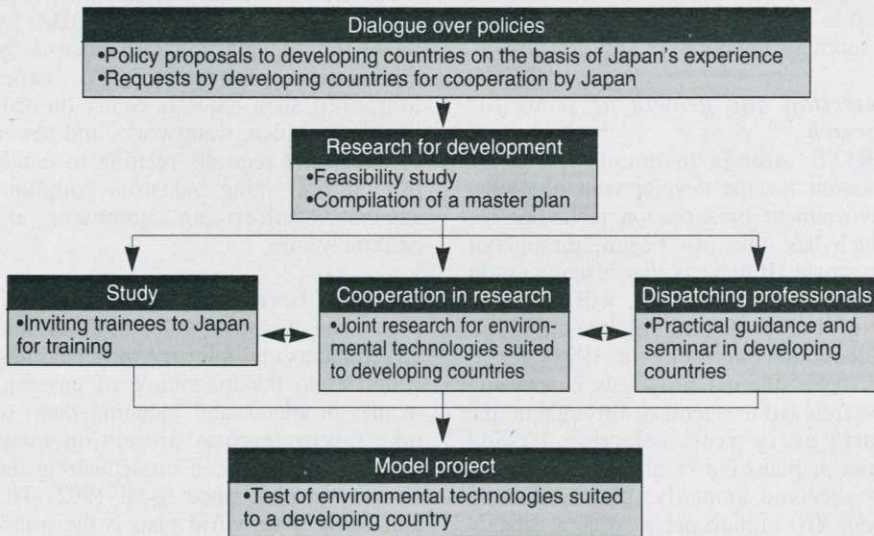 Dialogue over policies
•Policy proposals to developing countries on the basis of Japan's experience
•Requests by developing countries for cooperation by Japan
Research for development
•Feasibility study
•Compilation of a master plan
Study
•Inviting trainees to Japan
for training
Cooperation in research
•Joint research for environ-
mental technologies suited
to developing countries
Dispatching professionals
•Practical guidance and
seminar in developing
countries
Model project
•Test of environmental technologies suited
to a developing country